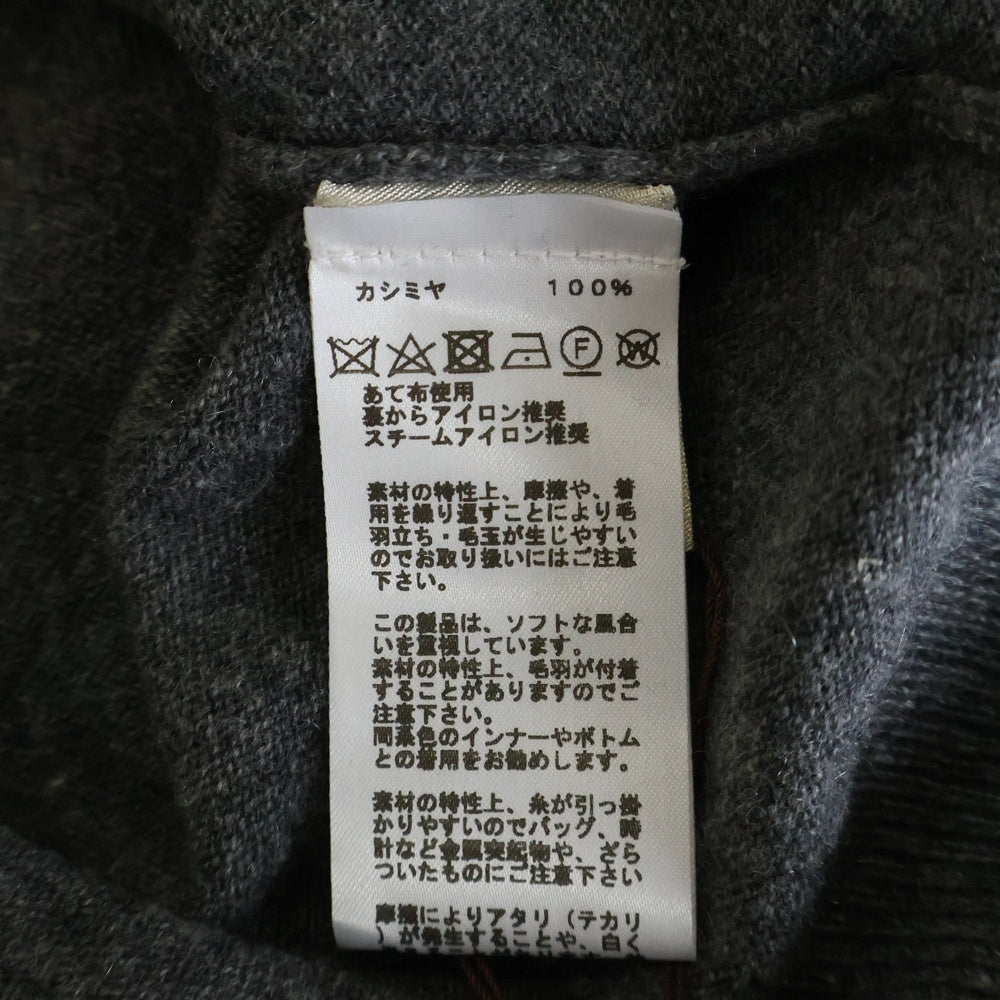 カシミヤ 100%
F W
あて布使用
裏からアイロン推奨
スチームアイロン推奨
素材の特性上、摩擦や、着
用を繰り返すことにより毛
羽立ち・毛玉が生じやすい
のでお取り扱いにはご注意
下さい。
この製品は、ソフトな風合
いを重視しています。
素材の特性上、毛羽が付着
することがありますのでご
注意下さい。
同系色のインナーやボトム
との着用をお勧めします。
素材の特性上、糸が引っ掛
かりやすいのでバッグ、時
計など金属突起物や、ざら
ついたものにご注意下さい
摩擦によりアタリ(テカリ
)が発生することや、白く